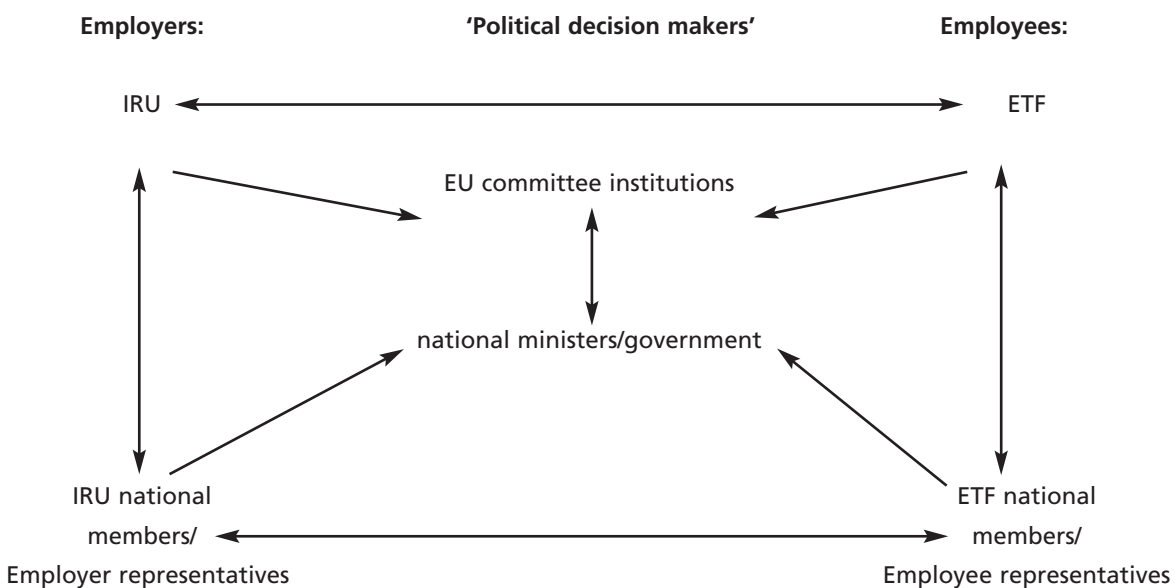 Employers: 'Political decision makers' Employees:
IRU ETF
EU committee institutions
national ministers/government
IRU national ETF national
members/ members/
Employer representatives Employee representatives